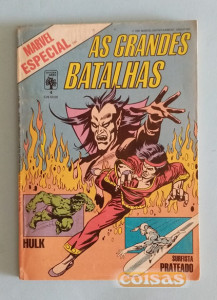 MARVEL
ESPECIAL
AS GRANDES
BATALHAS
HULK
SURFISTA
PRATEADO
coisas